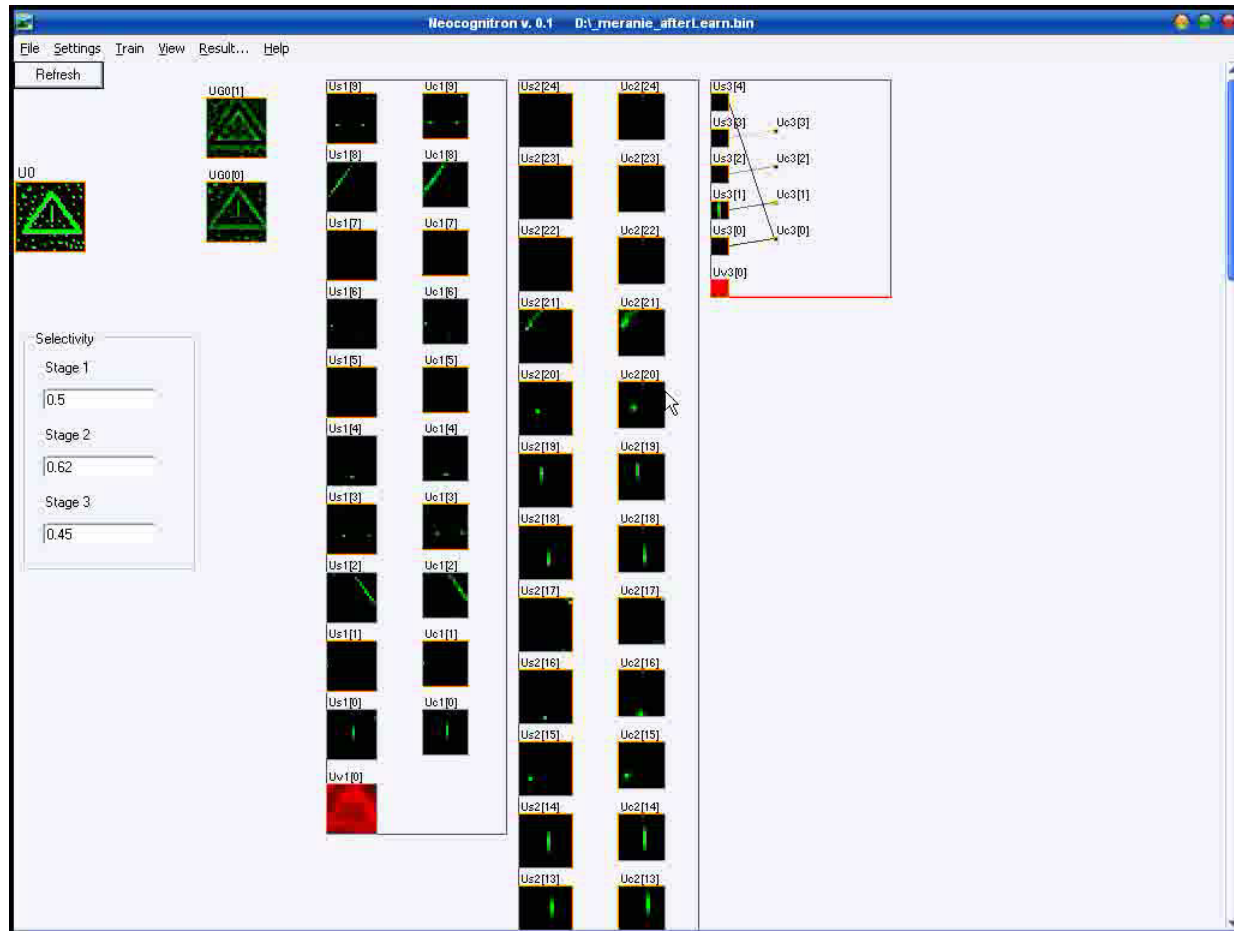 Neocognitron v. 0.1 D:\_meranie_afterLearn.bin
File Settings Train View Result... Help
Refresh
U0
UG0[1]
UG0[0]
Selectivity
Stage 1
0.5
Stage 2
0.62
Stage 3
0.45
Us1[9] Uc1[9]
Us1[8] Uc1[8]
Us1[7] Uc1[7]
Us1[6] Uc1[6]
Us1[5] Uc1[5]
Us1[4] Uc1[4]
Us1[3] Uc1[3]
Us1[2] Uc1[2]
Us1[1] Uc1[1]
Us1[0] Uc1[0]
Uv1[0]
Us2[24] Uc2[24]
Us2[23] Uc2[23]
Us2[22] Uc2[22]
Us2[21] Uc2[21]
Us2[20] Uc2[20]
Us2[19] Uc2[19]
Us2[18] Uc2[18]
Us2[17] Uc2[17]
Us2[16] Uc2[16]
Us2[15] Uc2[15]
Us2[14] Uc2[14]
Us2[13] Uc2[13]
Us3[4]
Us3[3] Uc3[3]
Us3[2] Uc3[2]
Us3[1] Uc3[1]
Us3[0] Uc3[0]
Uv3[0]